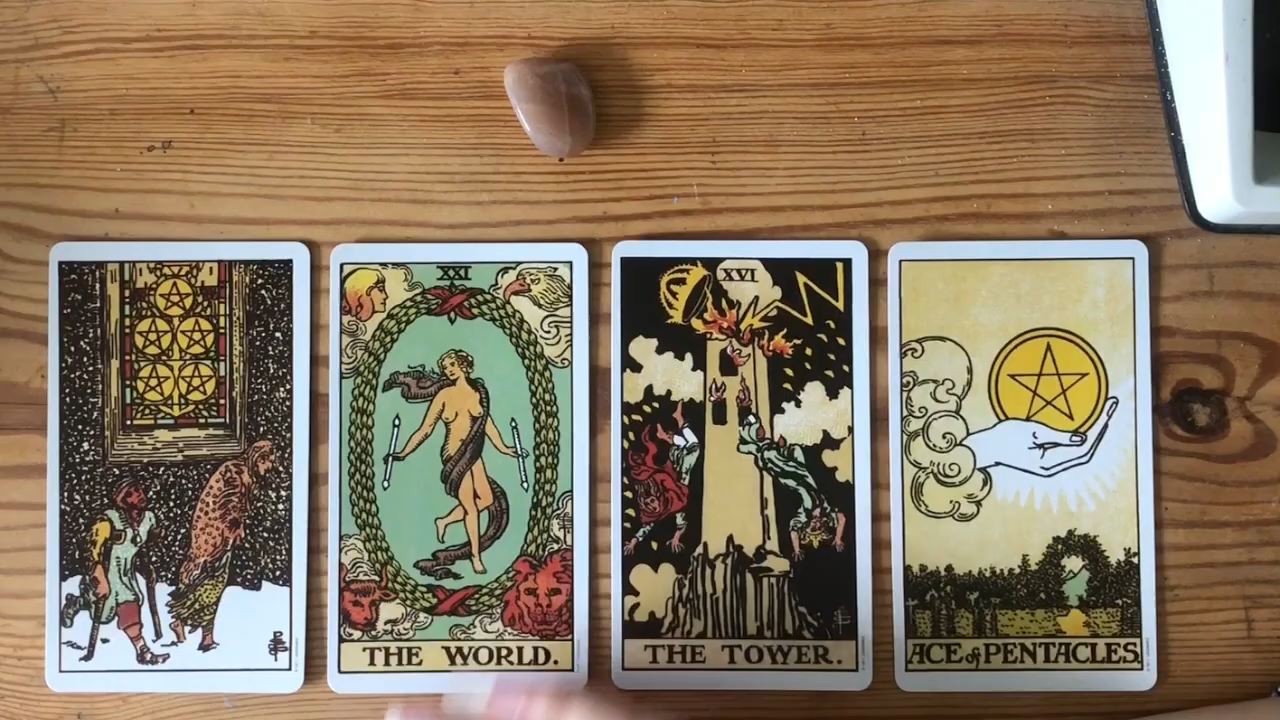 XXI
THE WORLD.
XVI
THE TOWER.
ACE of PENTACLES.